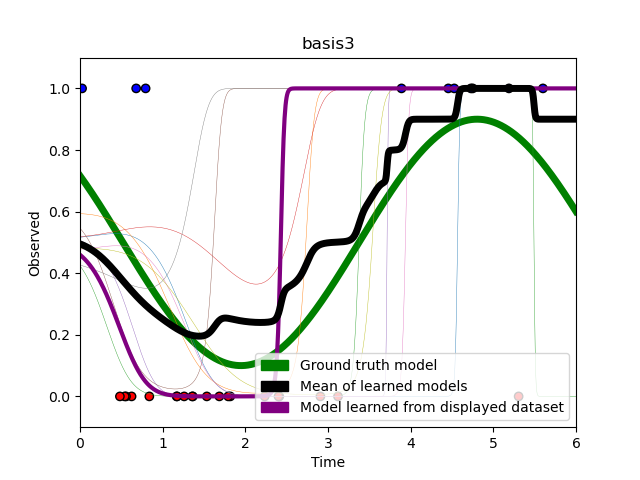 basis3
1.0
0.8
0.6
0.4
0.2
0.0
Observed
Ground truth model
Mean of learned models
Model learned from displayed dataset
0 1 2 3 4 5 6
Time